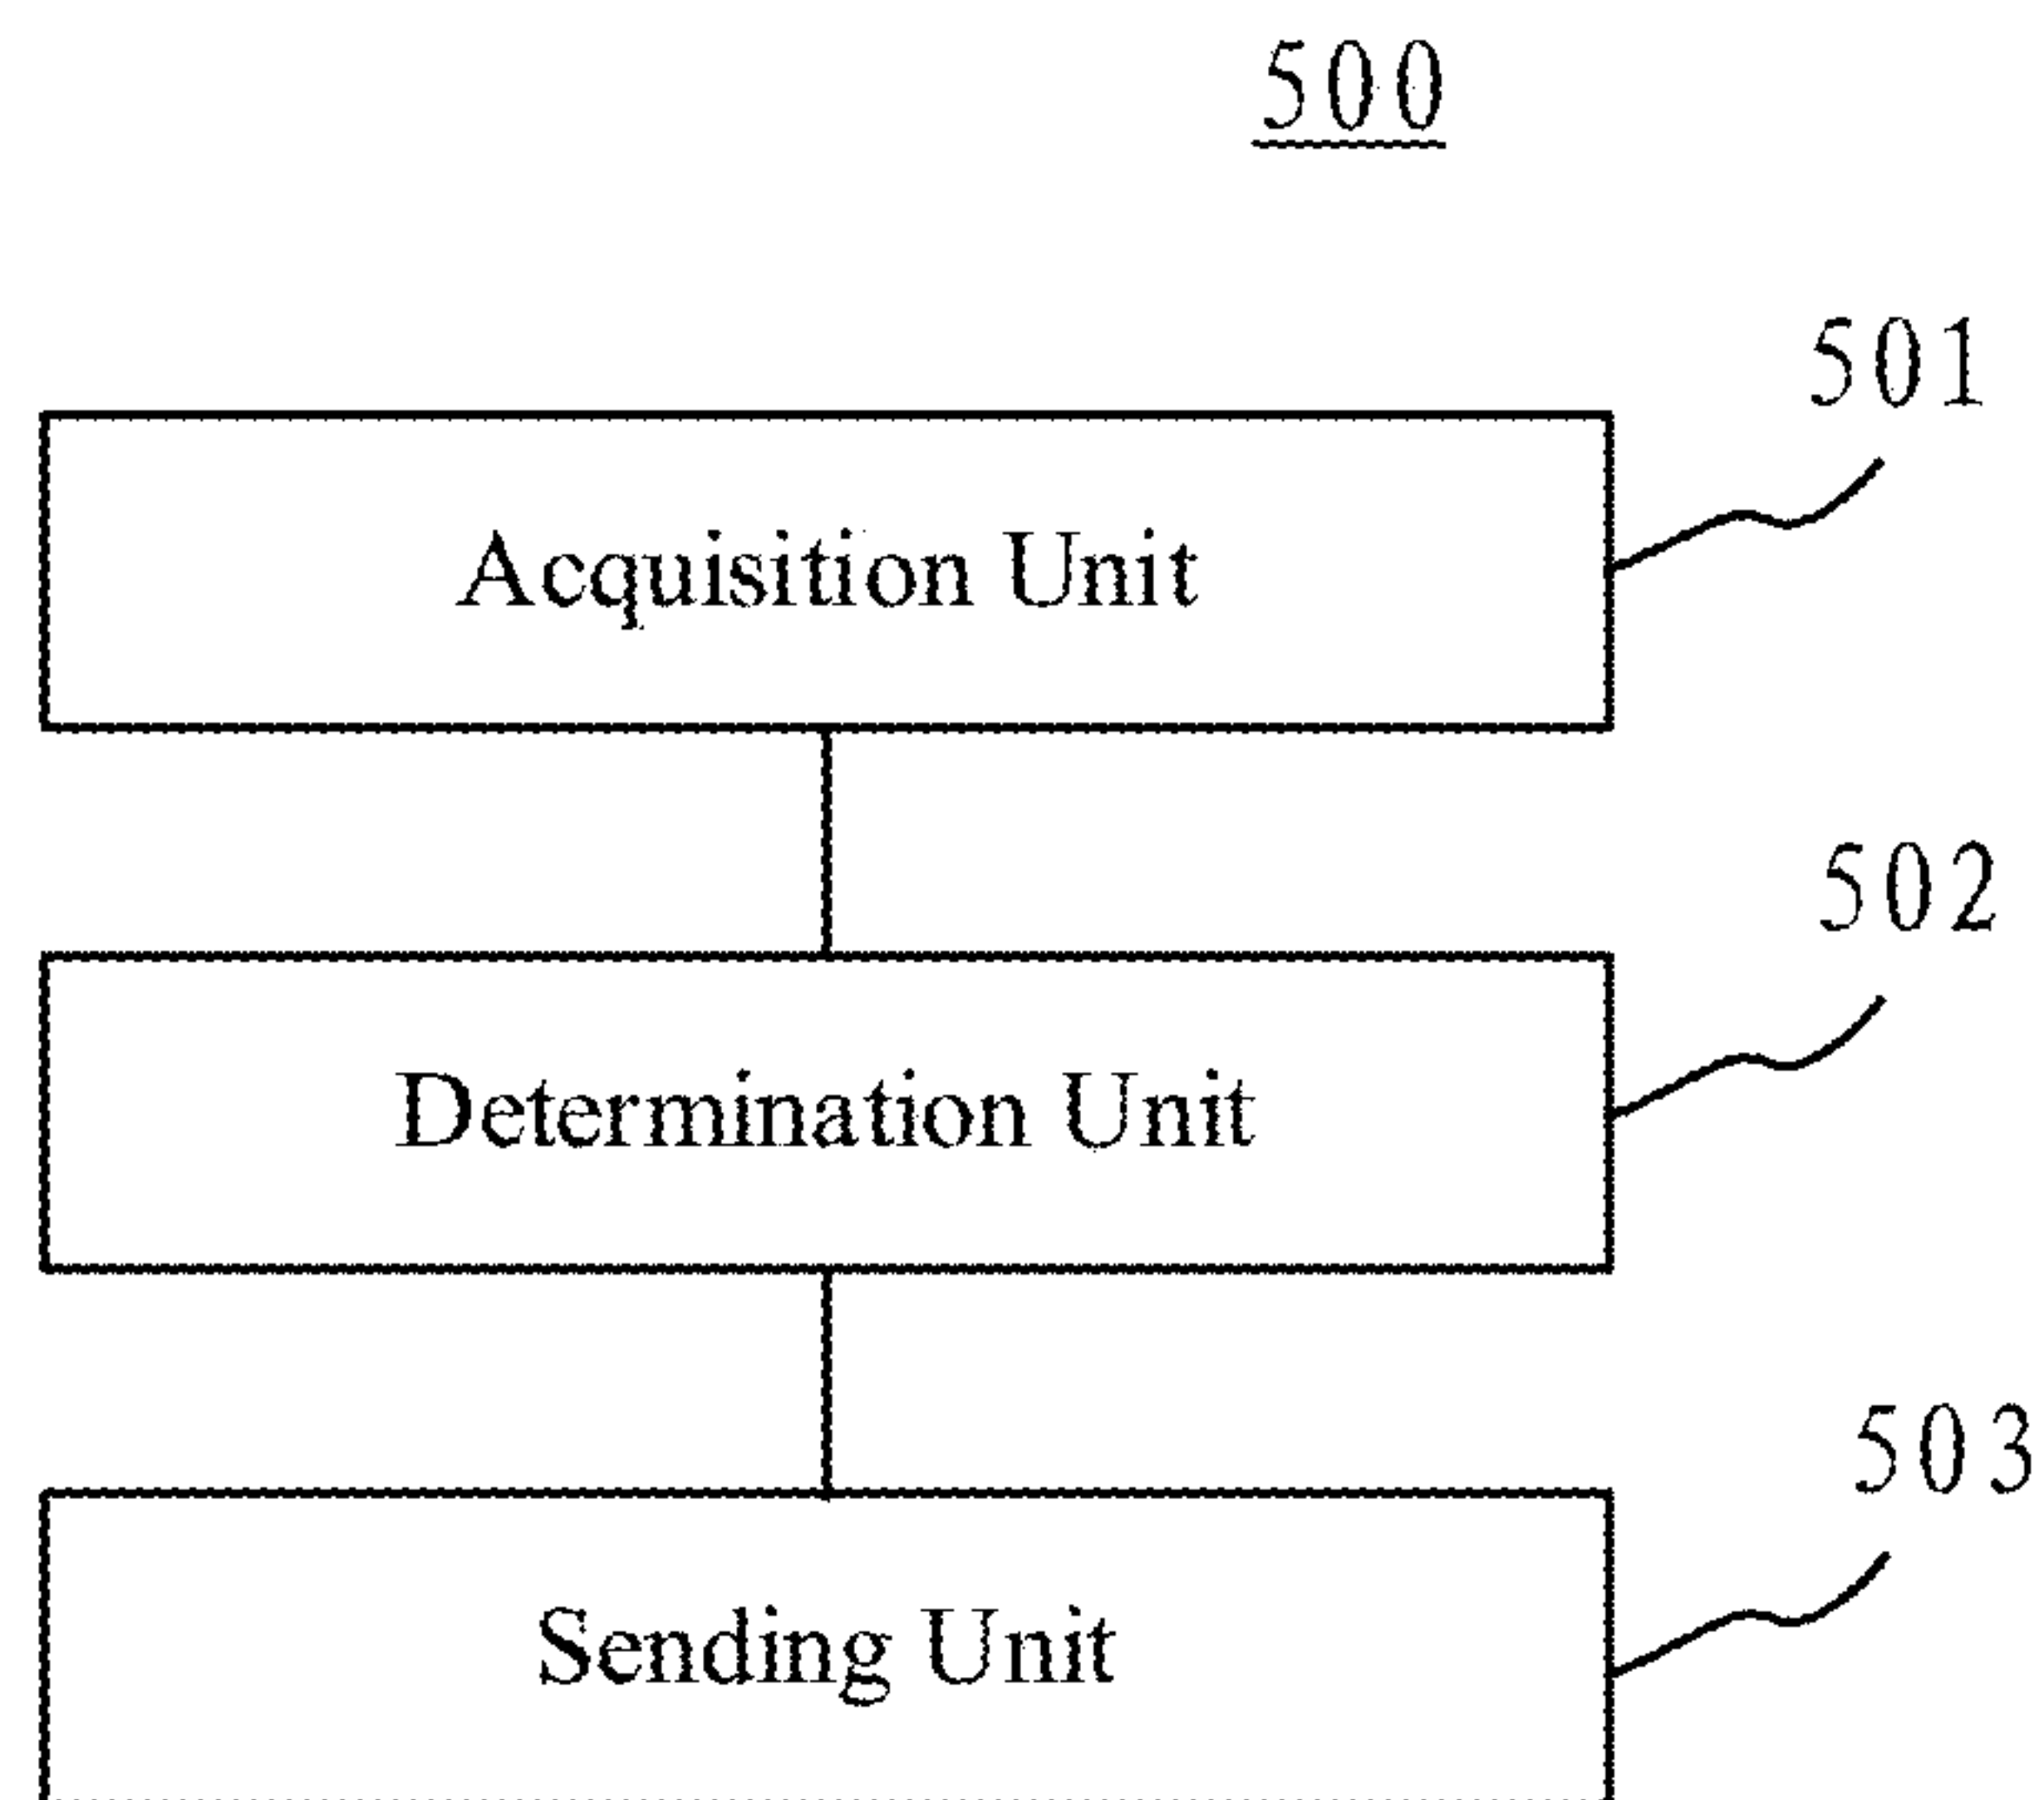 500
501
Acquisition Unit
502
Determination Unit
503
Sending Unit